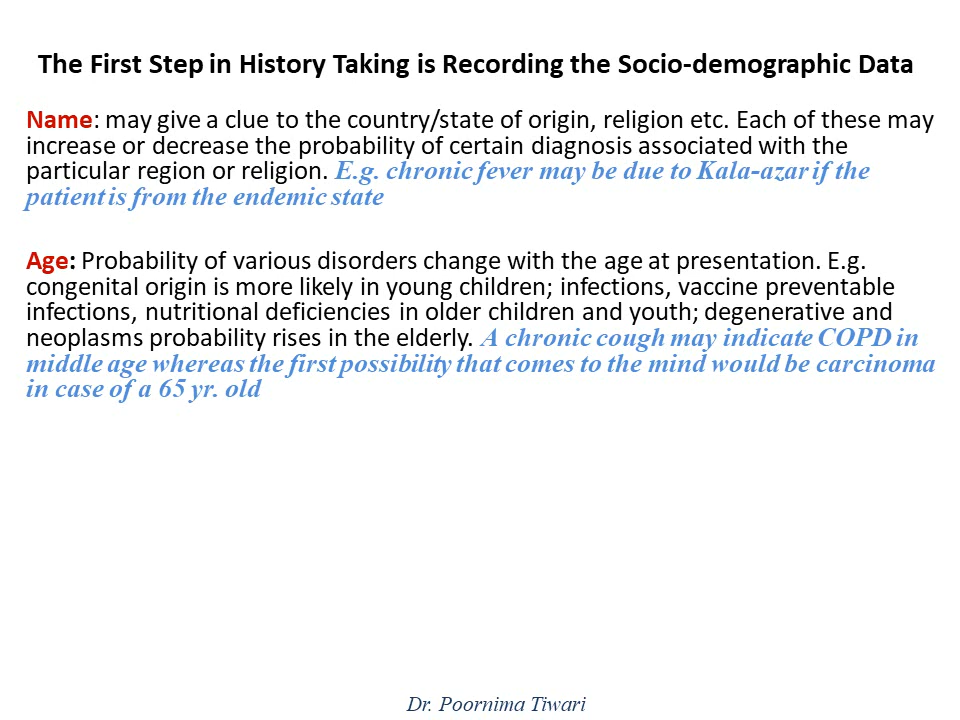 The First Step in History Taking is Recording the Socio-demographic Data
Name: may give a clue to the country/state of origin, religion etc. Each of these may
increase or decrease the probability of certain diagnosis associated with the
particular region or religion. E.g. chronic fever may be due to Kala-azar if the
patient is from the endemic state
Age: Probability of various disorders change with the age at presentation. E.g.
congenital origin is more likely in young children; infections, vaccine preventable
infections, nutritional deficiencies in older children and youth; degenerative and
neoplasms probability rises in the elderly. A chronic cough may indicate COPD in
middle age whereas the first possibility that comes to the mind would be carcinoma
in case of a 65 yr. old
Dr. Poornima Tiwari